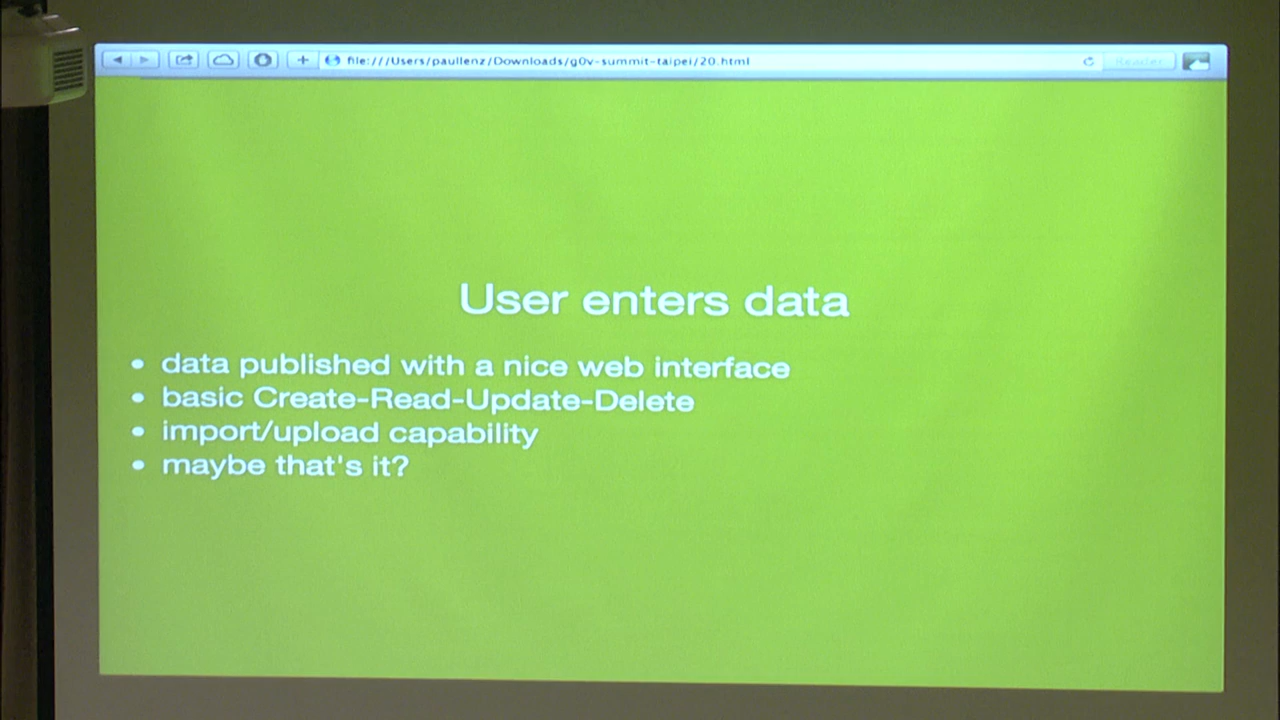 file:///Users/paullenz/Downloads/g0v-summit-taipei/20.html
Reader
User enters data
• data published with a nice web interface
• basic Create-Read-Update-Delete
• import/upload capability
• maybe that's it?